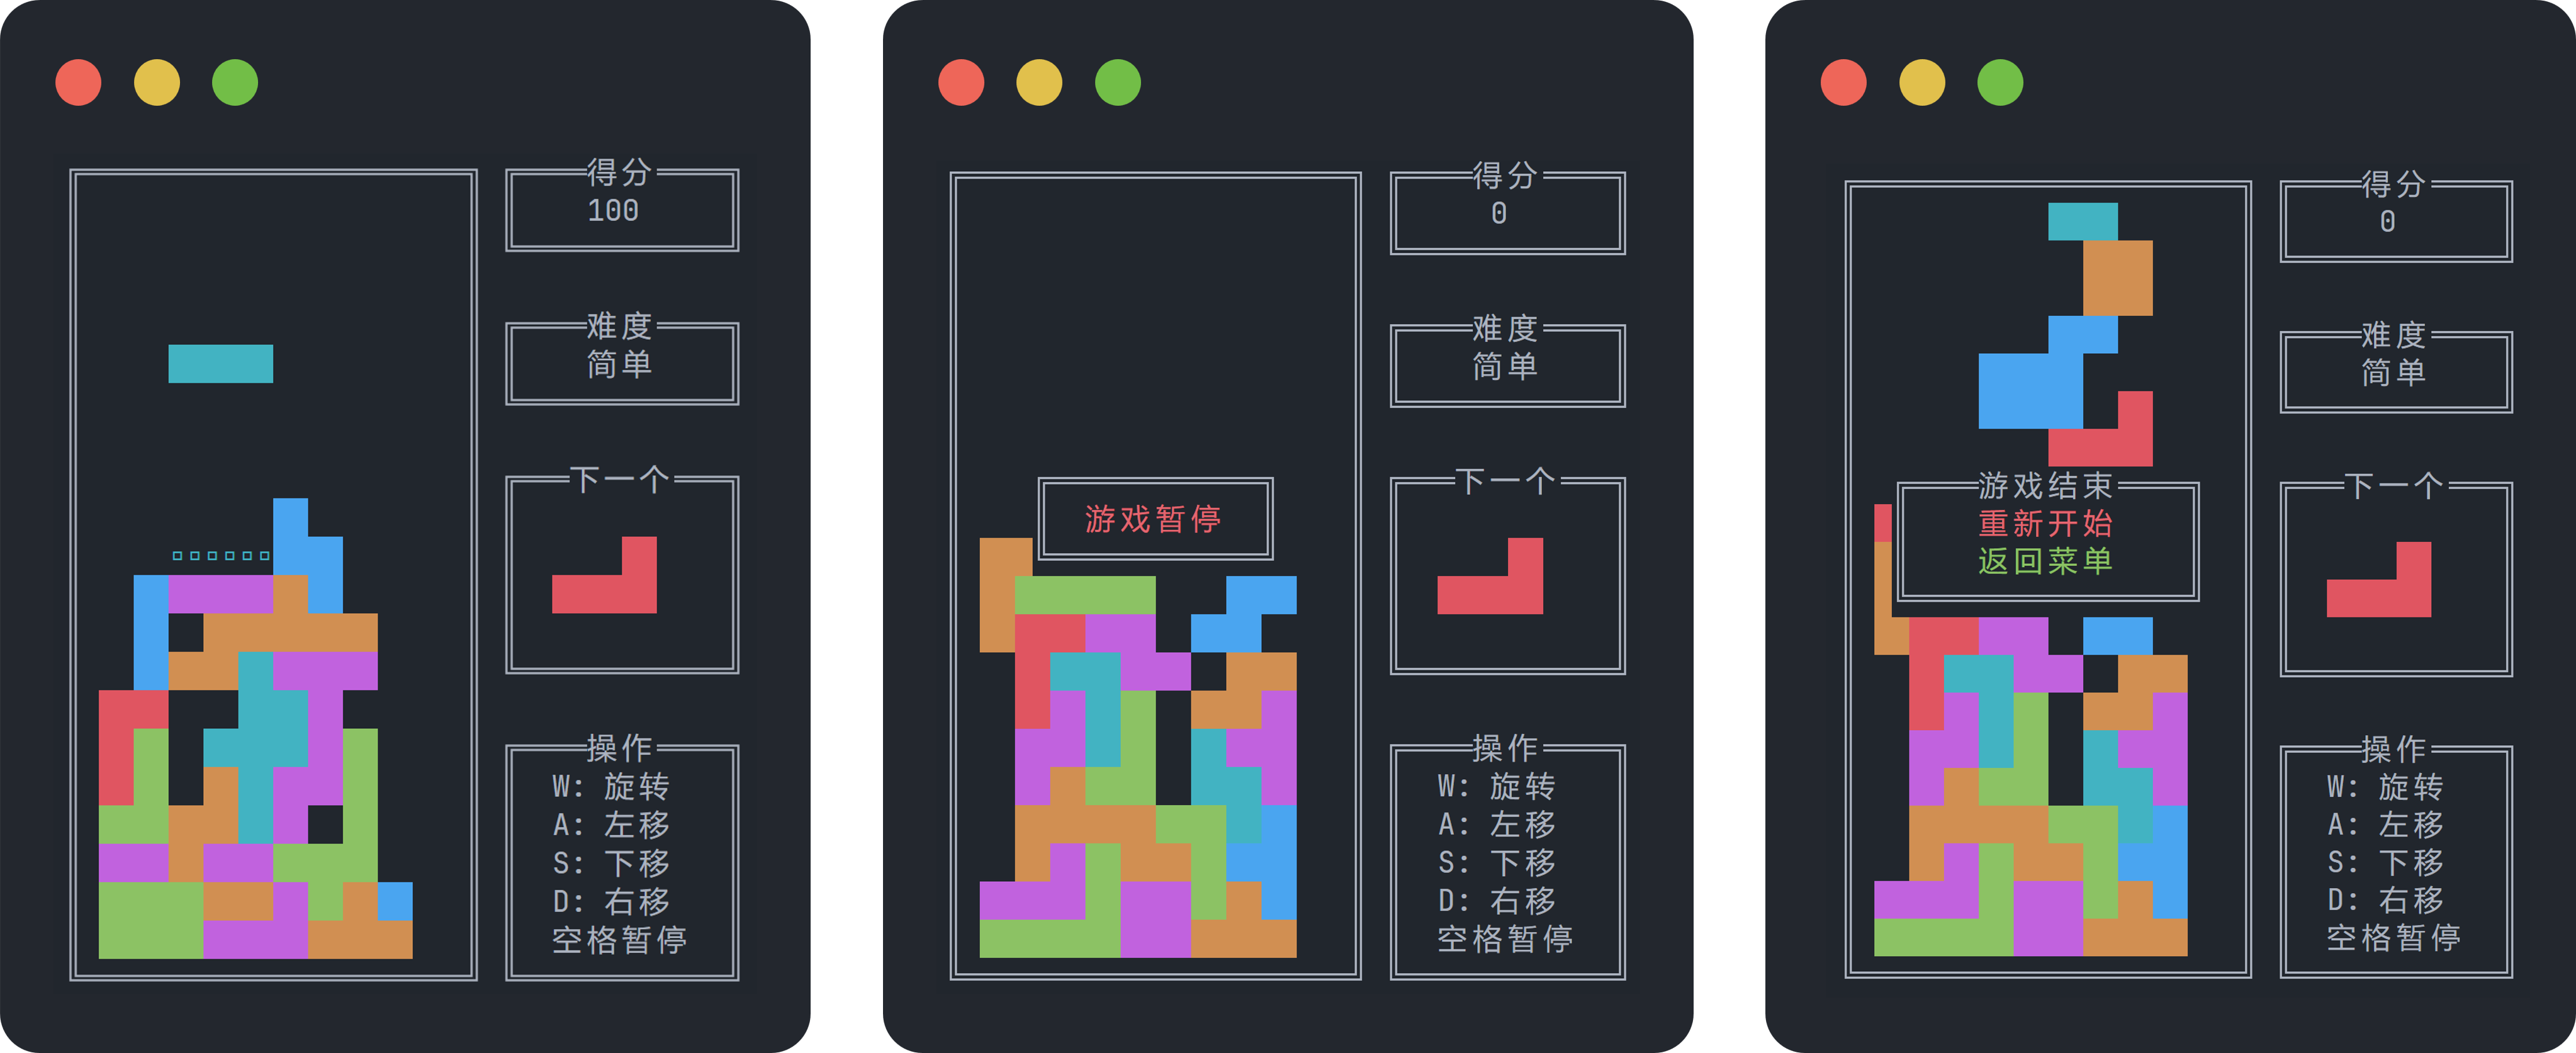 得分
100
难度
简单
下一个
操作
W: 旋转
A: 左移
S: 下移
D: 右移
空格暂停
得分
0
难度
简单
下一个
游戏暂停
操作
W: 旋转
A: 左移
S: 下移
D: 右移
空格暂停
得分
0
难度
简单
下一个
游戏结束
重新开始
返回菜单
操作
W: 旋转
A: 左移
S: 下移
D: 右移
空格暂停